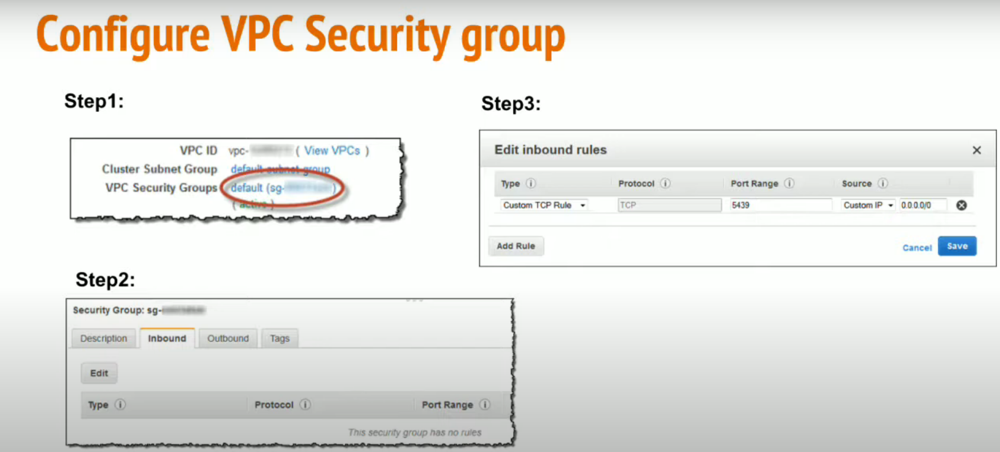 Configure VPC Security group
Step1:
VPC ID vpc- ( View VPCs )
Cluster Subnet Group default-subnet-group
VPC Security Groups default (sg- )
( active )
Step2:
Security Group: sg-
Description Inbound Outbound Tags
Edit
Type i Protocol i Port Range i
This security group has no rules
Step3:
Edit inbound rules
Type i Protocol i Port Range i Source i
Custom TCP Rule TCP 5439 Custom IP 0.0.0.0/0
Add Rule
Cancel Save